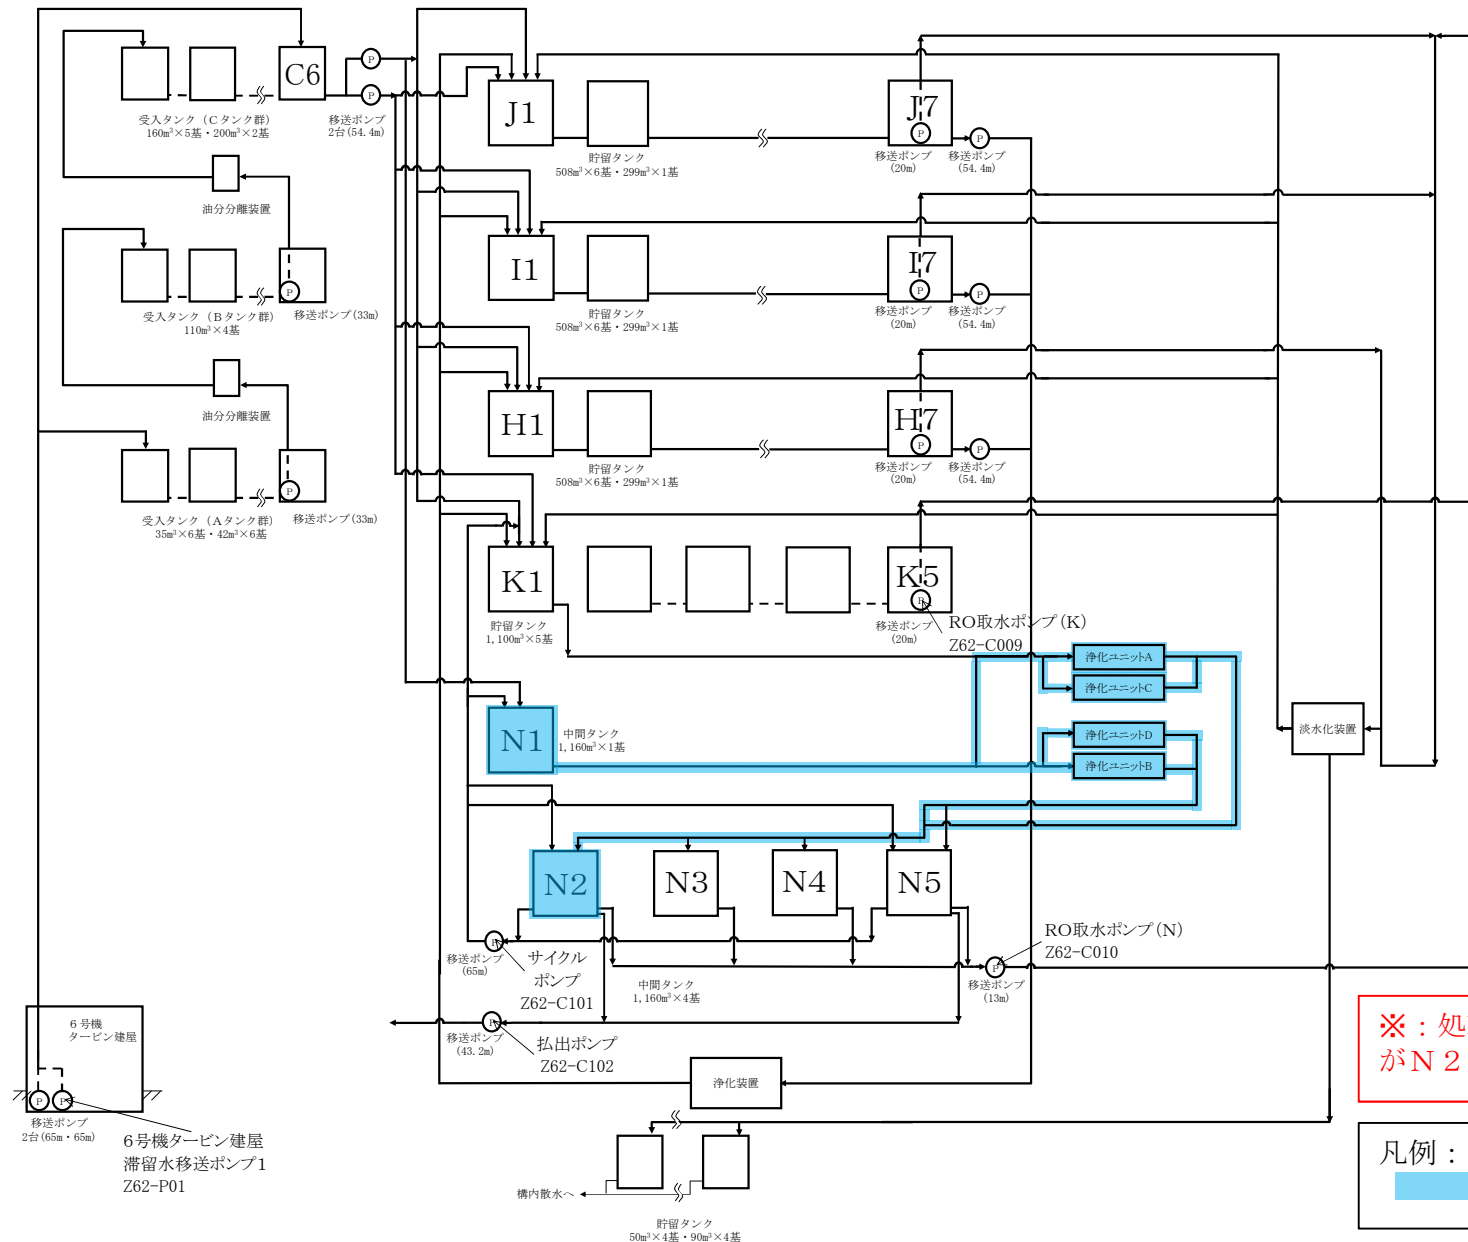 C6
P
P
受入タンク（Cタンク群）
160m³×5基・200m³×2基
移送ポンプ
2台(54.4m)
油分分離装置
P
受入タンク（Bタンク群）
110m³×4基
移送ポンプ(33m)
油分分離装置
P
受入タンク（Aタンク群）
35m³×6基・42m³×6基
移送ポンプ(33m)
J1
貯留タンク
508m³×6基・299m³×1基
J7
P
P
移送ポンプ
(20m)
移送ポンプ
(54.4m)
I1
貯留タンク
508m³×6基・299m³×1基
I7
P
P
移送ポンプ
(20m)
移送ポンプ
(54.4m)
H1
貯留タンク
508m³×6基・299m³×1基
H7
P
P
移送ポンプ
(20m)
移送ポンプ
(54.4m)
K1
貯留タンク
1,100m³×5基
K5
P
移送ポンプ
(20m)
RO取水ポンプ(K)
Z62-C009
浄化ユニットA
浄化ユニットC
浄化ユニットD
浄化ユニットB
淡水化装置
N1
中間タンク
1,160m³×1基
N2
N3
N4
N5
P
移送ポンプ
(65m)
サイクル
ポンプ
Z62-C101
中間タンク
1,160m³×4基
RO取水ポンプ(N)
Z62-C010
P
移送ポンプ
(13m)
P
移送ポンプ
(43.2m)
払出ポンプ
Z62-C102
浄化装置
6号機
タービン建屋
P
P
移送ポンプ
2台(65m・65m)
6号機タービン建屋
滞留水移送ポンプ1
Z62-P01
構内散水へ
貯留タンク
50m³×4基・90m³×4基
※：処
がN2
凡例：